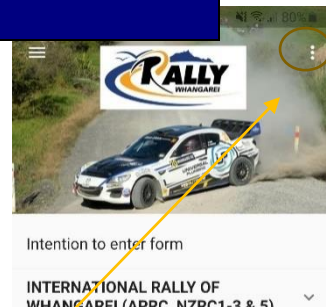 80%
RALLY
WHANGAREI
Intention to enter form
INTERNATIONAL RALLY OF
WHANGAREI (APRC, NZRC1-3 & 5)